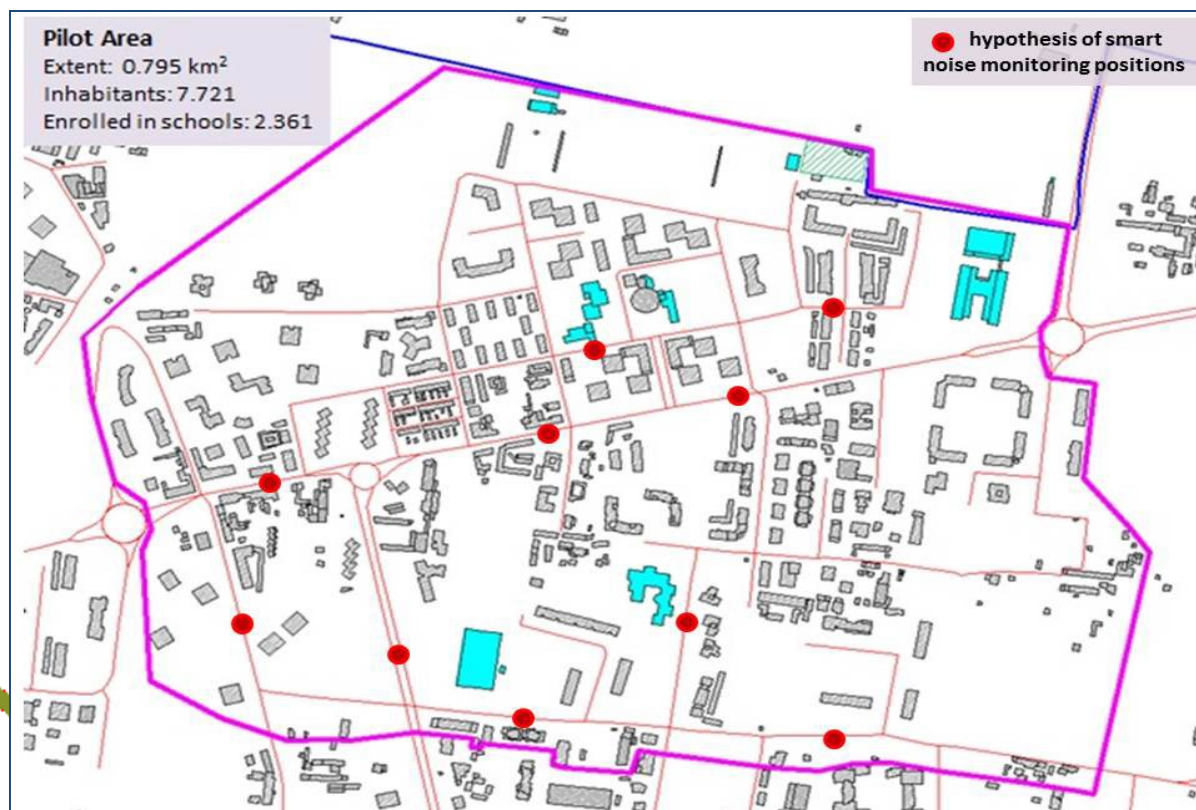 Pilot Area
Extent: 0.795 km²
Inhabitants: 7.721
Enrolled in schools: 2.361
hypothesis of smart
noise monitoring positions